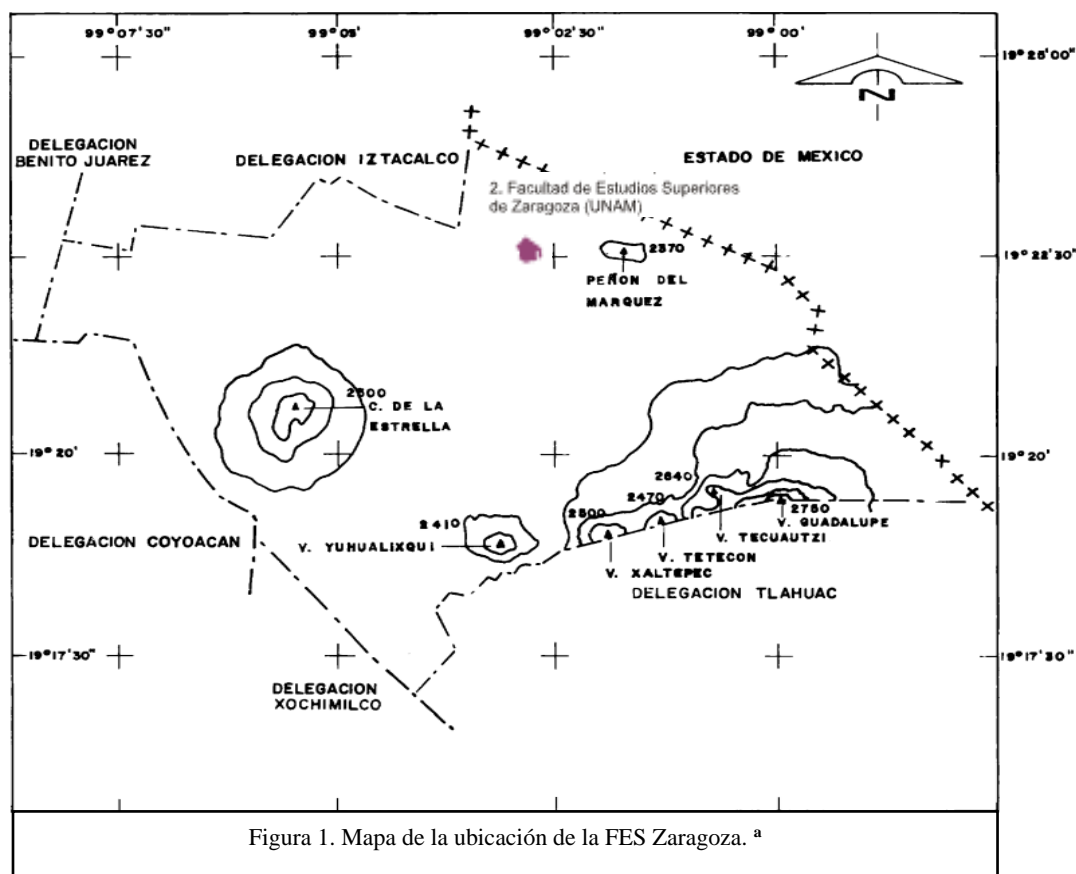 99°07'30"
99°05'
99°02'30"
99°00'
19°25'00"
N
DELEGACION
BENITO JUAREZ
DELEGACION IZTACALCO
ESTADO DE MEXICO
2. Facultad de Estudios Superiores
de Zaragoza (UNAM)
2370
19°22'30"
PEÑON DEL
MARQUEZ
2500
C. DE LA
ESTRELLA
19°20'
19°20'
2640
2470
2500
2410
2750
V. GUADALUPE
DELEGACION COYOACAN
V. YUHUALIXQUI
V. TECUAUTZI
V. TETECON
V. XALTEPEC
DELEGACION TLAHUAC
19°17'30"
19°17'30"
DELEGACION
XOCHIMILCO
Figura 1. Mapa de la ubicación de la FES Zaragoza. ª